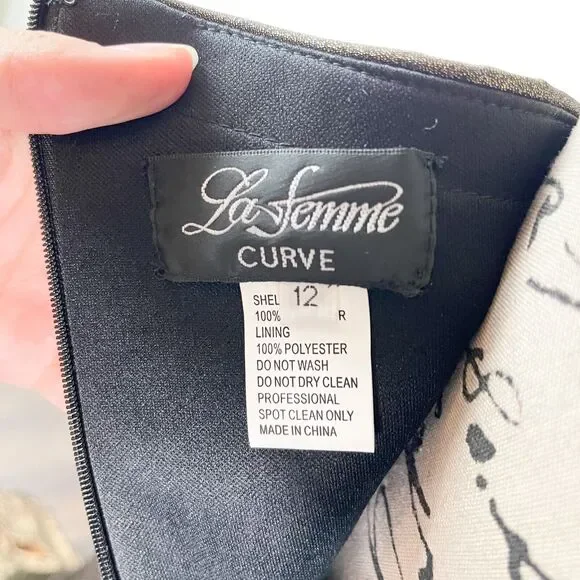 La Femme
CURVE
SHEL 12
100% R
LINING
100% POLYESTER
DO NOT WASH
DO NOT DRY CLEAN
PROFESSIONAL
SPOT CLEAN ONLY
MADE IN CHINA